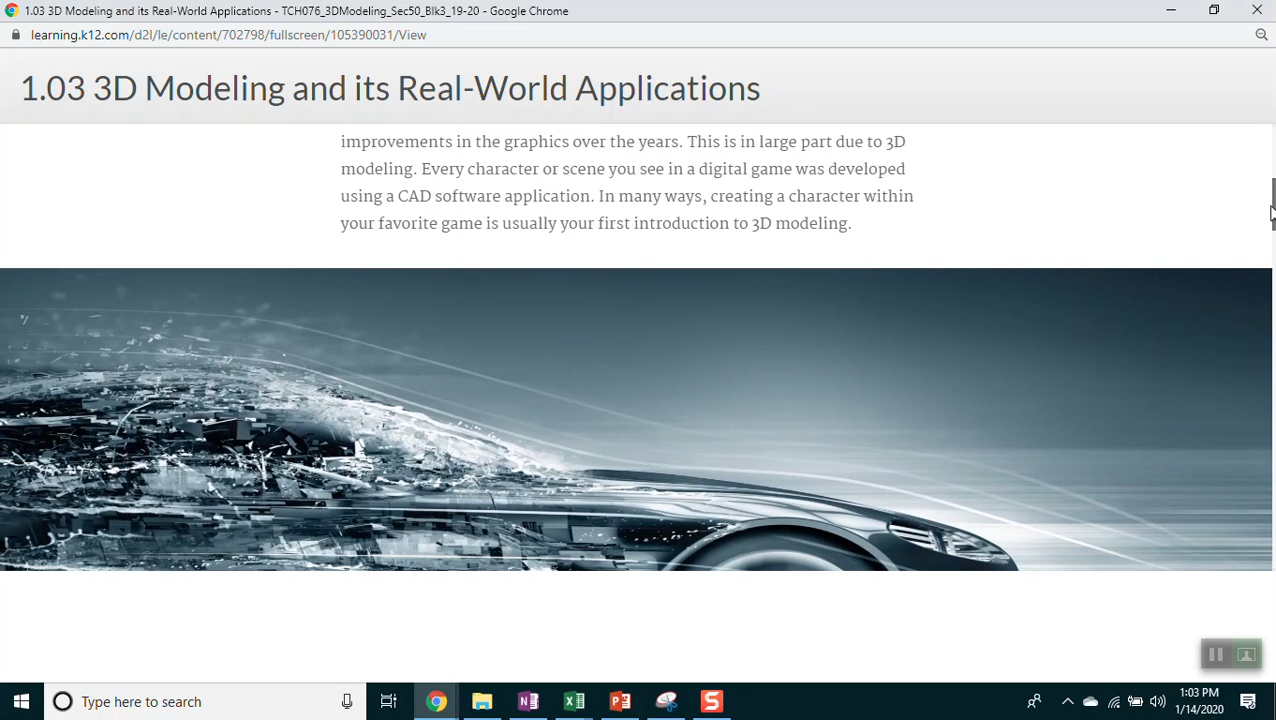 1.03 3D Modeling and its Real-World Applications - TCH076_3DModeling_Sec50_Blk3_19-20 - Google Chrome
learning.k12.com/d2l/le/content/702798/fullscreen/105390031/View
1.03 3D Modeling and its Real-World Applications
improvements in the graphics over the years. This is in large part due to 3D
modeling. Every character or scene you see in a digital game was developed
using a CAD software application. In many ways, creating a character within
your favorite game is usually your first introduction to 3D modeling.
Type here to search
N
X
P
S
1:03 PM
1/14/2020